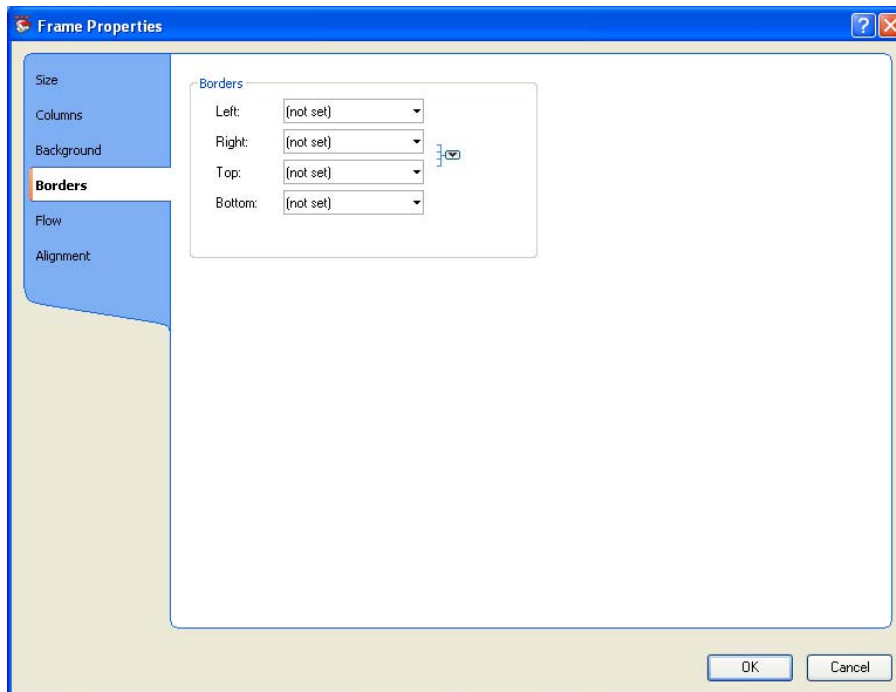 Frame Properties
Size
Columns
Background
Borders
Flow
Alignment
Borders
Left: (not set)
Right: (not set)
Top: (not set)
Bottom: (not set)
OK Cancel